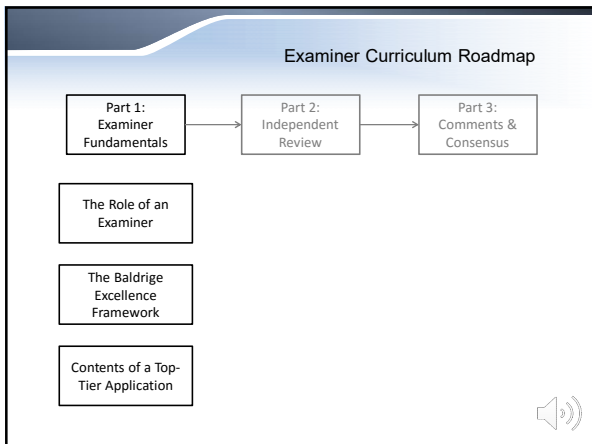 Examiner Curriculum Roadmap
Part 1:
Examiner
Fundamentals
Part 2:
Independent
Review
Part 3:
Comments &
Consensus
The Role of an
Examiner
The Baldrige
Excellence
Framework
Contents of a Top-
Tier Application